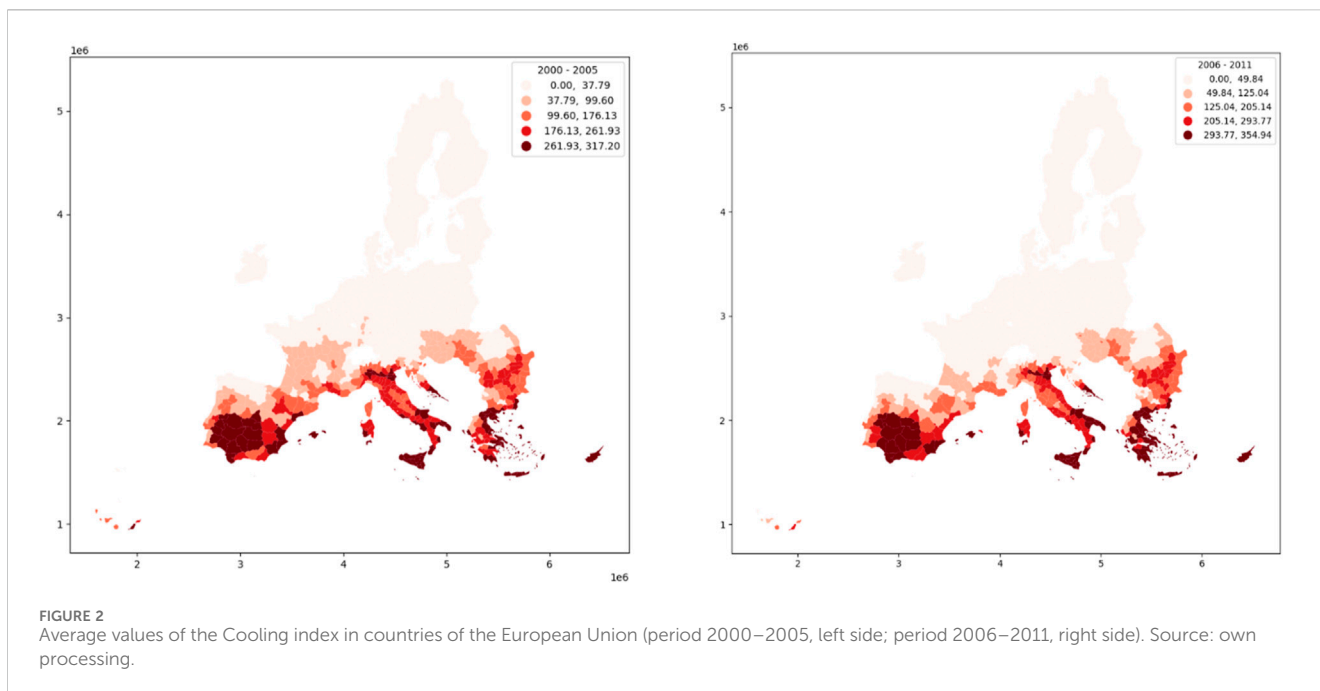 1e6
2000 - 2005
0.00, 37.79
37.79, 99.60
99.60, 176.13
176.13, 261.93
261.93, 317.20
5
4
3
2
1
2 3 4 5 6
1e6
1e6
2006 - 2011
0.00, 49.84
49.84, 125.04
125.04, 205.14
205.14, 293.77
293.77, 354.94
5
4
3
2
1
2 3 4 5 6
FIGURE 2
Average values of the Cooling index in countries of the European Union (period 2000–2005, left side; period 2006–2011, right side). Source: own
processing.